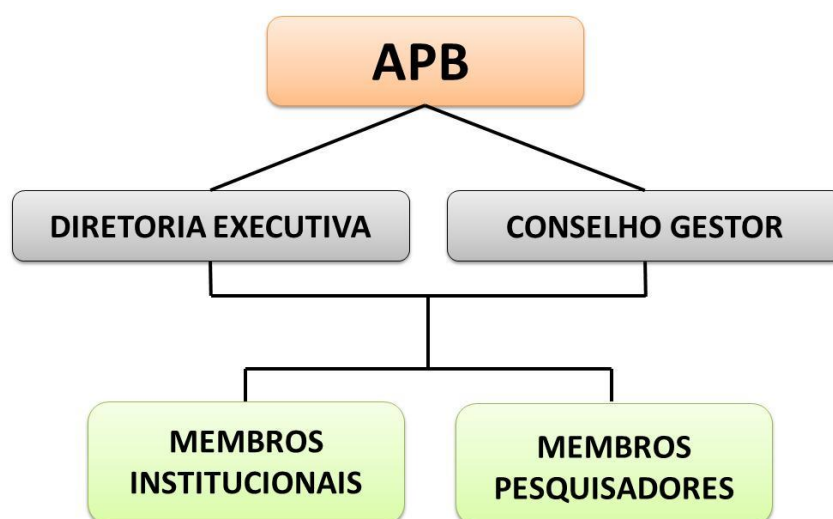 APB
DIRETORIA EXECUTIVA
CONSELHO GESTOR
MEMBROS
INSTITUCIONAIS
MEMBROS
PESQUISADORES